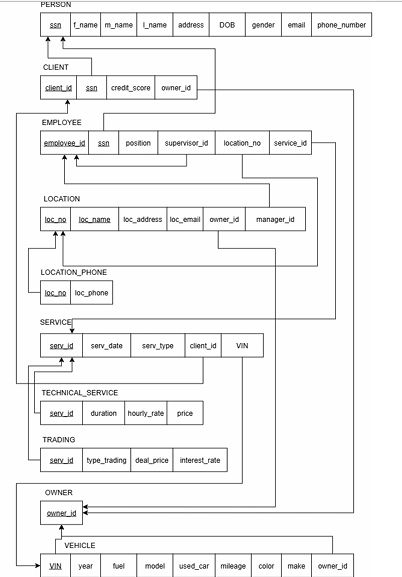 PERSON
ssn f_name m_name l_name address DOB gender email phone_number
CLIENT
client_id ssn credit_score owner_id
EMPLOYEE
employee_id ssn position supervisor_id location_no service_id
LOCATION
loc_no loc_name loc_address loc_email owner_id manager_id
LOCATION_PHONE
loc_no loc_phone
SERVICE
serv_id serv_date serv_type client_id VIN
TECHNICAL_SERVICE
serv_id duration hourly_rate price
TRADING
serv_id type_trading deal_price interest_rate
OWNER
owner_id
VEHICLE
VIN year fuel model used_car mileage color make owner_id